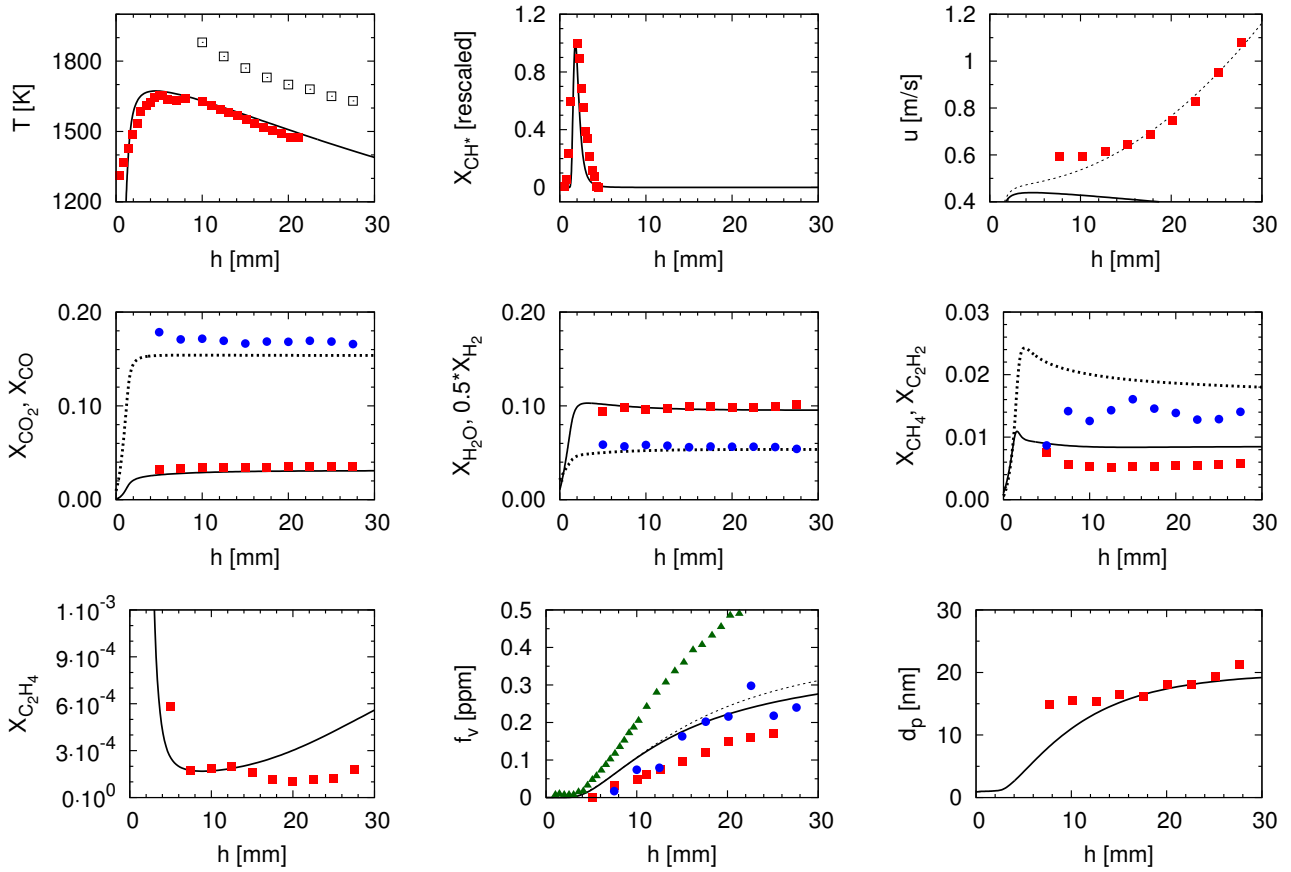 T [K]
1800
1500
1200
0 10 20 30
h [mm]
X_CH* [rescaled]
1.2
0.9
0.6
0.3
0
0 10 20 30
h [mm]
u [m/s]
1.2
1
0.8
0.6
0.4
0 10 20 30
h [mm]
X_CO₂, X_CO
0.20
0.10
0.00
0 10 20 30
h [mm]
X_H₂O, 0.5*X_H₂
0.20
0.10
0.00
0 10 20 30
h [mm]
X_CH₄, X_C₂H₂
0.03
0.02
0.01
0.00
0 10 20 30
h [mm]
X_C₂H₄
1·10⁻³
9·10⁻⁴
6·10⁻⁴
3·10⁻⁴
0·10⁰
0 10 20 30
h [mm]
f_v [ppm]
0.5
0.4
0.3
0.2
0.1
0
0 10 20 30
h [mm]
d_p [nm]
30
20
10
0
0 10 20 30
h [mm]